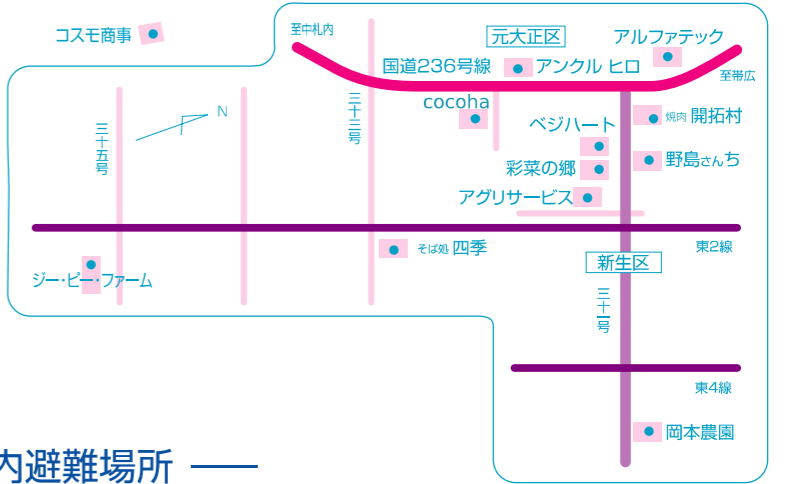 至中札内
コスモ商事
元大正区
アルファテック
国道236号線
アンクル ヒロ
至帯広
cocoha
三十三号
N
三十五号
ベジハート
焼肉 開拓村
彩菜の郷
野島さんち
アグリサービス
そば処 四季
東2線
新生区
ジー・ピー・ファーム
三十一号
東4線
岡本農園
内避難場所